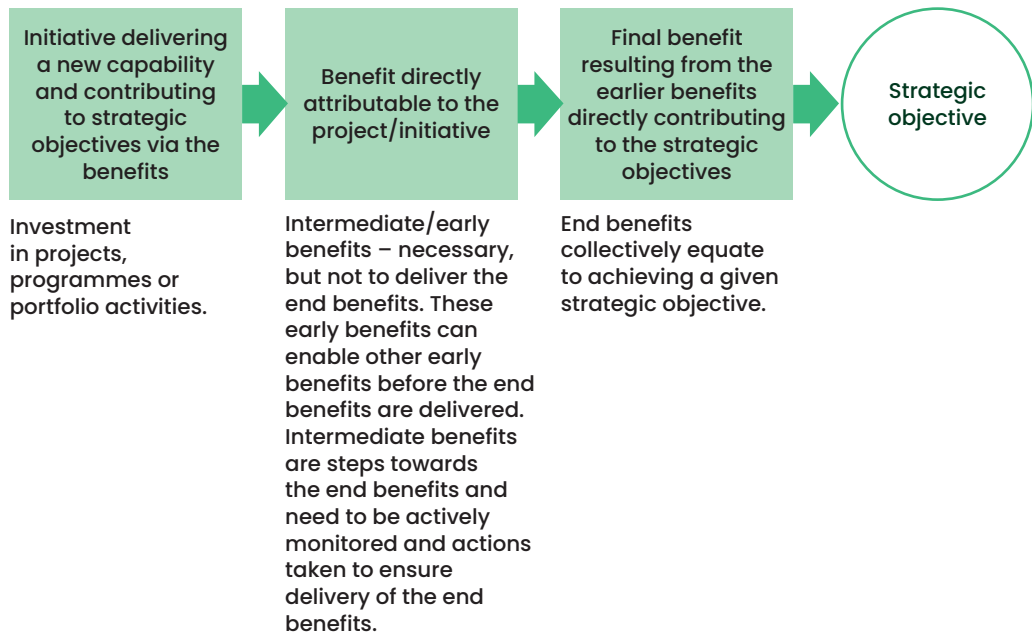 Initiative delivering
a new capability
and contributing
to strategic
objectives via the
benefits
Benefit directly
attributable to the
project/initiative
Final benefit
resulting from the
earlier benefits
directly contributing
to the strategic
objectives
Strategic
objective
Investment
in projects,
programmes or
portfolio activities.
Intermediate/early
benefits – necessary,
but not to deliver the
end benefits. These
early benefits can
enable other early
benefits before the end
benefits are delivered.
Intermediate benefits
are steps towards
the end benefits and
need to be actively
monitored and actions
taken to ensure
delivery of the end
benefits.
End benefits
collectively equate
to achieving a given
strategic objective.